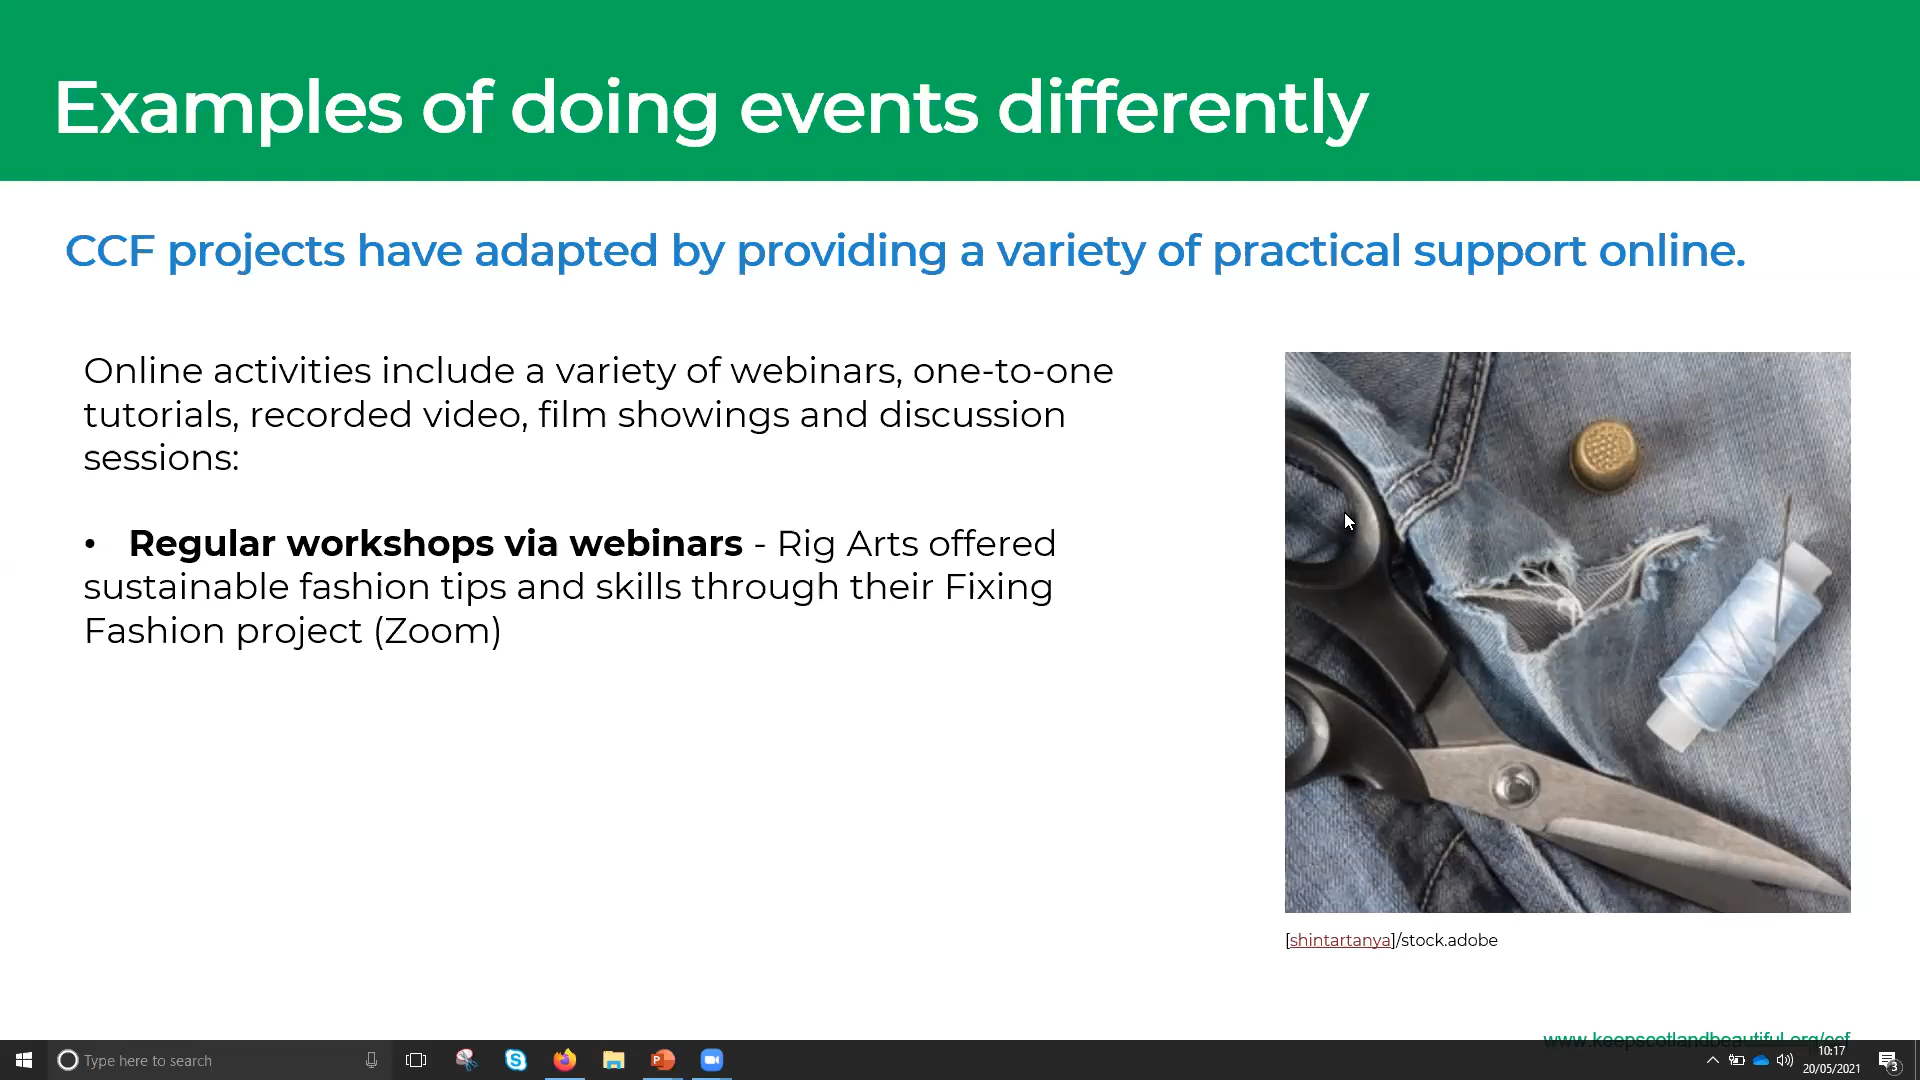 Examples of doing events differently
CCF projects have adapted by providing a variety of practical support online.
Online activities include a variety of webinars, one-to-one
tutorials, recorded video, film showings and discussion
sessions:
• Regular workshops via webinars - Rig Arts offered
sustainable fashion tips and skills through their Fixing
Fashion project (Zoom)
[shintartanya]/stock.adobe
www.keepscotlandbeautiful.org/ccf
Type here to search
10:17
20/05/2021
3